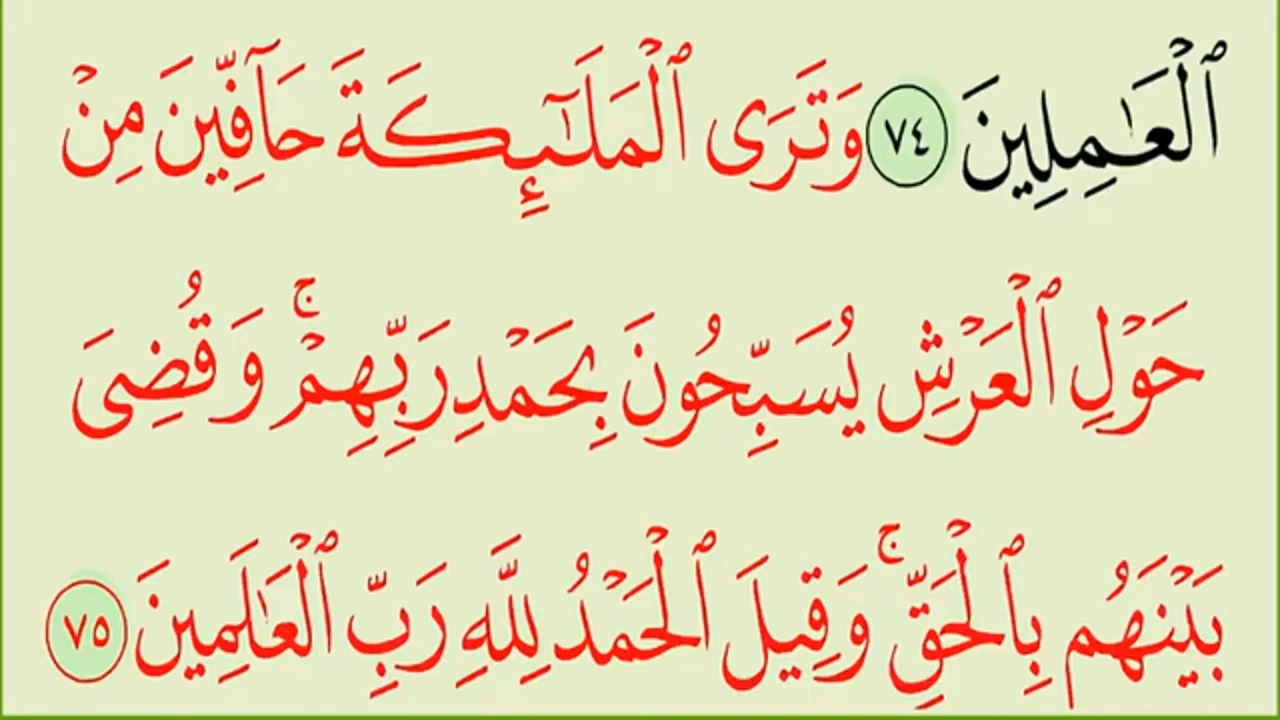 ٱلْعَـٰمِلِينَ ٧٤ وَتَرَى ٱلْمَلَـٰٓئِكَةَ حَآفِّينَ مِنْ
حَوْلِ ٱلْعَرْشِ يُسَبِّحُونَ بِحَمْدِ رَبِّهِمْ ۚ وَقُضِىَ
بَيْنَهُم بِٱلْحَقِّ ۚ وَقِيلَ ٱلْحَمْدُ لِلَّهِ رَبِّ ٱلْعَـٰلَمِينَ ٧٥